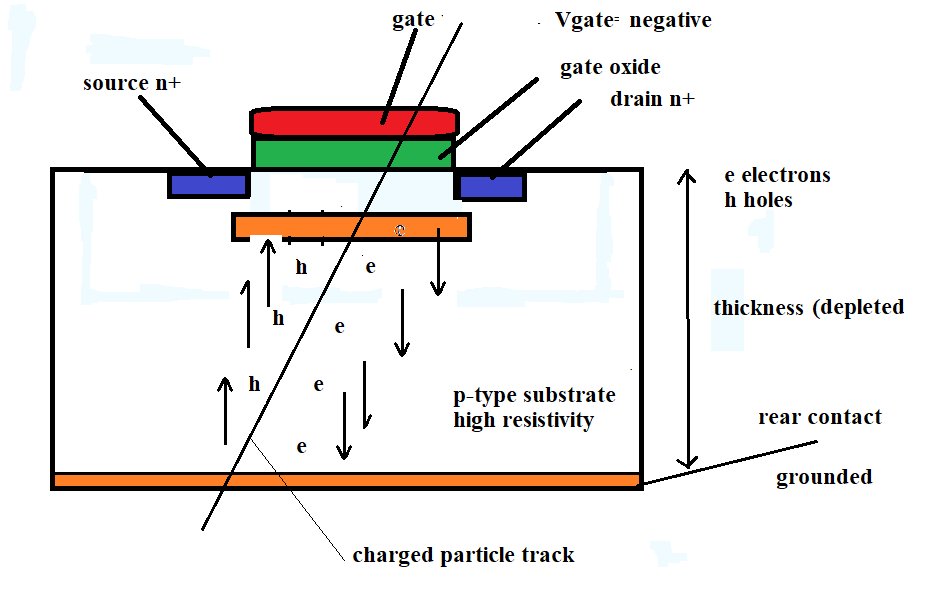 gate
Vgate= negative
source n+
gate oxide
drain n+
e electrons
h holes
h e
h e
thickness (depleted
h e
p-type substrate
high resistivity
e
rear contact
grounded
charged particle track